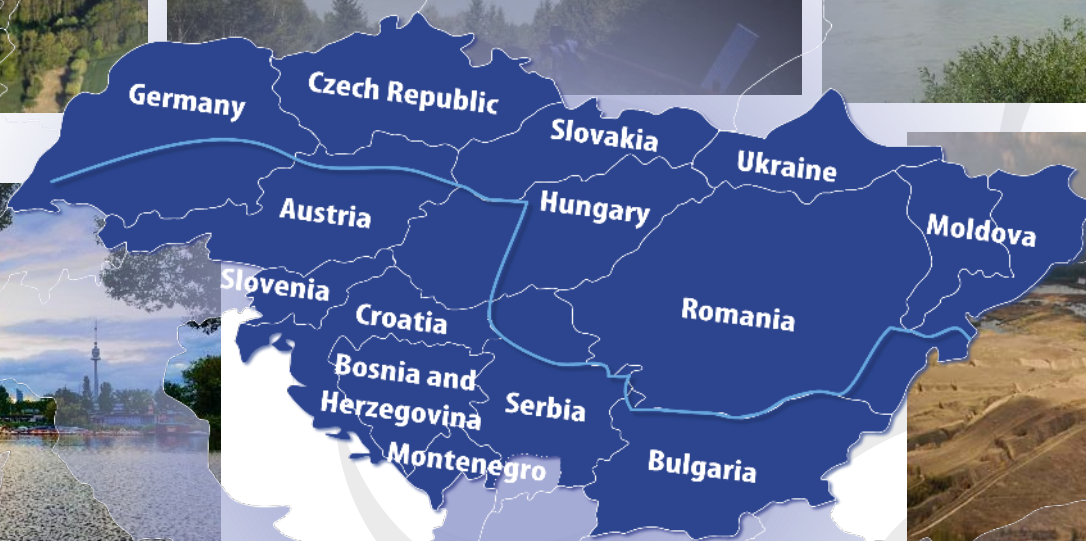 Germany
Czech Republic
Slovakia
Ukraine
Austria
Hungary
Moldova
Slovenia
Croatia
Romania
Bosnia and
Herzegovina
Serbia
Montenegro
Bulgaria